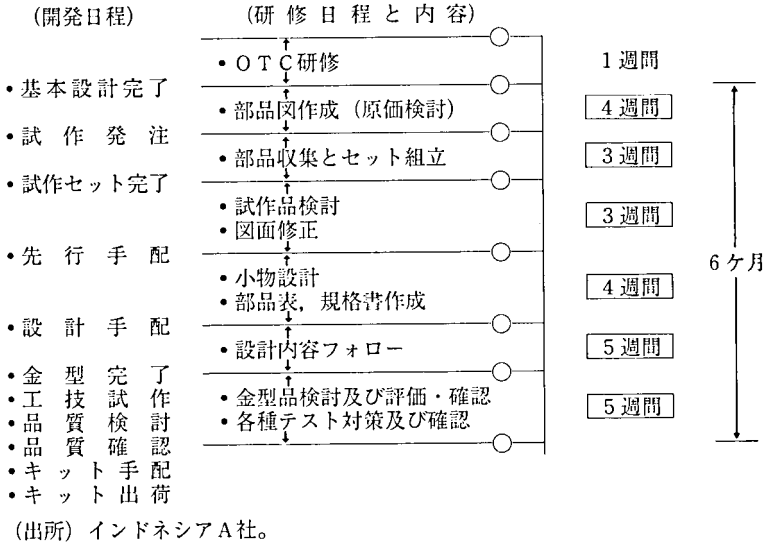 (開発日程) (研修日程と内容)
•OTC研修 1週間
•基本設計完了
•部品図作成(原価検討) 4週間
•試作発注
•部品収集とセット組立 3週間
•試作セット完了
•試作品検討
•図面修正 3週間
•先行手配 6ケ月
•小物設計
•部品表,規格書作成 4週間
•設計手配
•設計内容フォロー 5週間
•金型完了
•工技試作 •金型品検討及び評価・確認
•品質検討 •各種テスト対策及び確認 5週間
•品質確認
•キット手配
•キット出荷
(出所)インドネシアA社。